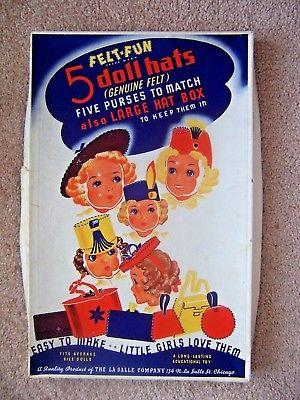 FELT-FUN
TRADE MARK
5 doll hats
(GENUINE FELT)
FIVE PURSES TO MATCH
also LARGE HAT BOX
TO KEEP THEM IN
EASY TO MAKE .. LITTLE GIRLS LOVE THEM
FITS AVERAGE
SIZE DOLLS
A LONG-LASTING
EDUCATIONAL TOY
A Quality Product of THE LA SALLE COMPANY 134 N. La Salle St. Chicago